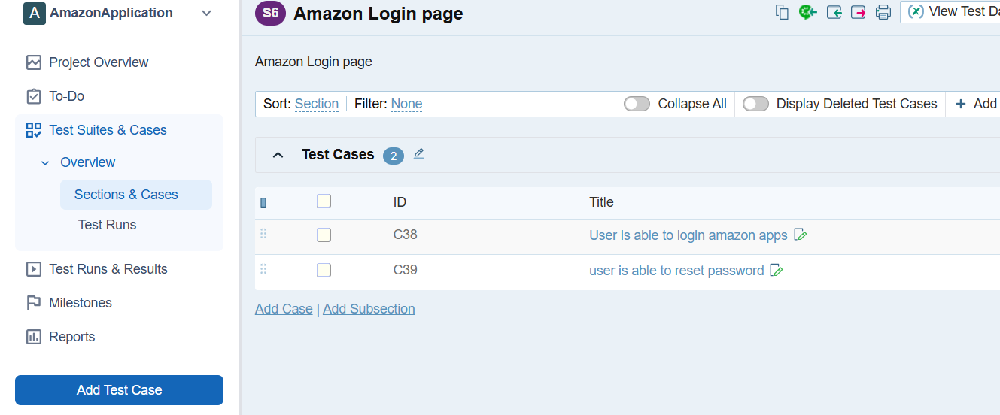 A AmazonApplication
Project Overview
To-Do
Test Suites & Cases
Overview
Sections & Cases
Test Runs
Test Runs & Results
Milestones
Reports
Add Test Case
S6 Amazon Login page
View Test Da
Amazon Login page
Sort: Section Filter: None Collapse All Display Deleted Test Cases + Add
Test Cases 2
ID Title
C38 User is able to login amazon apps
C39 user is able to reset password
Add Case | Add Subsection